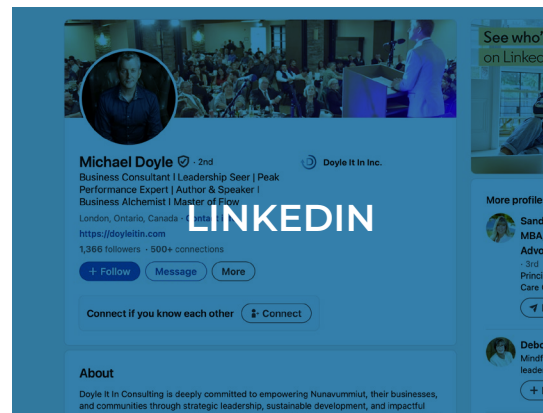 See who'
on Linked
Michael Doyle · 2nd
Doyle It In Inc.
Business Consultant l Leadership Seer | Peak
Performance Expert | Author & Speaker l
Business Alchemist l Master of Flow
London, Ontario, Canada · Contact
LINKEDIN
https://doyleitin.com
1,366 followers · 500+ connections
+ Follow
Message
More
Connect if you know each other
Connect
About
Doyle It In Consulting is deeply committed to empowering Nunavummiut, their businesses,
and communities through strategic leadership, sustainable development, and impactful
More profile
Sand
MBA
Advo
· 3rd
Princi
Care
Debo
Mindf
leade